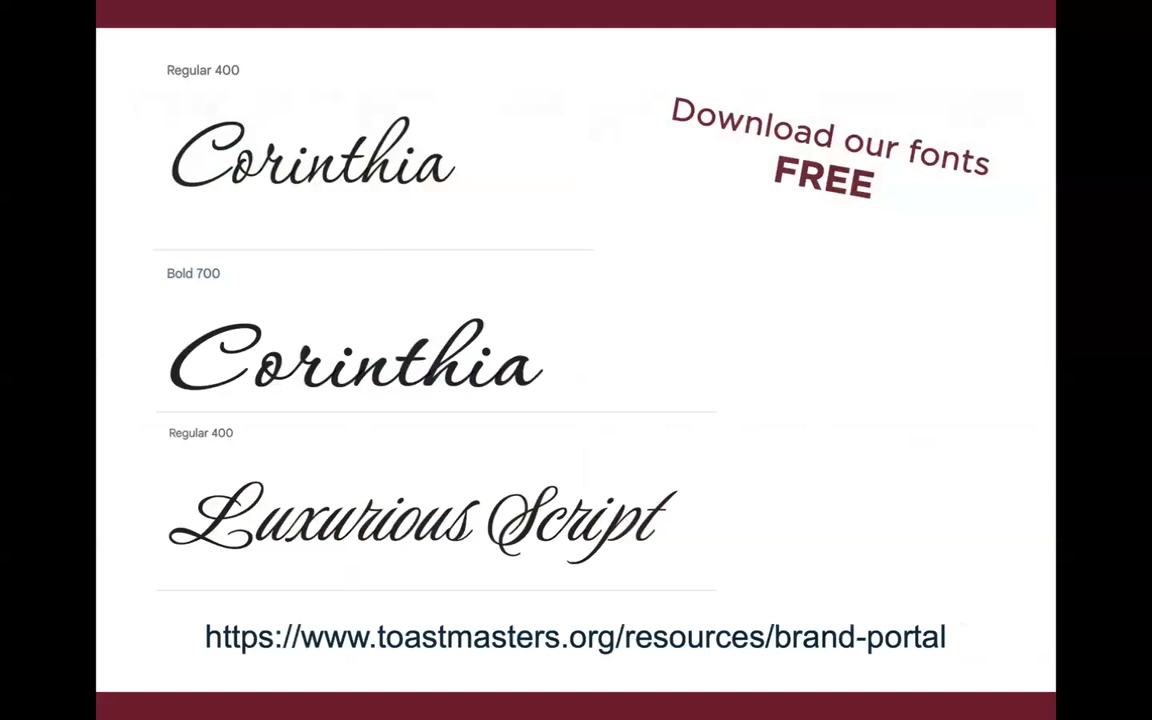 Regular 400
Corinthia
Download our fonts
FREE
Bold 700
Corinthia
Regular 400
Luxurious Script
https://www.toastmasters.org/resources/brand-portal